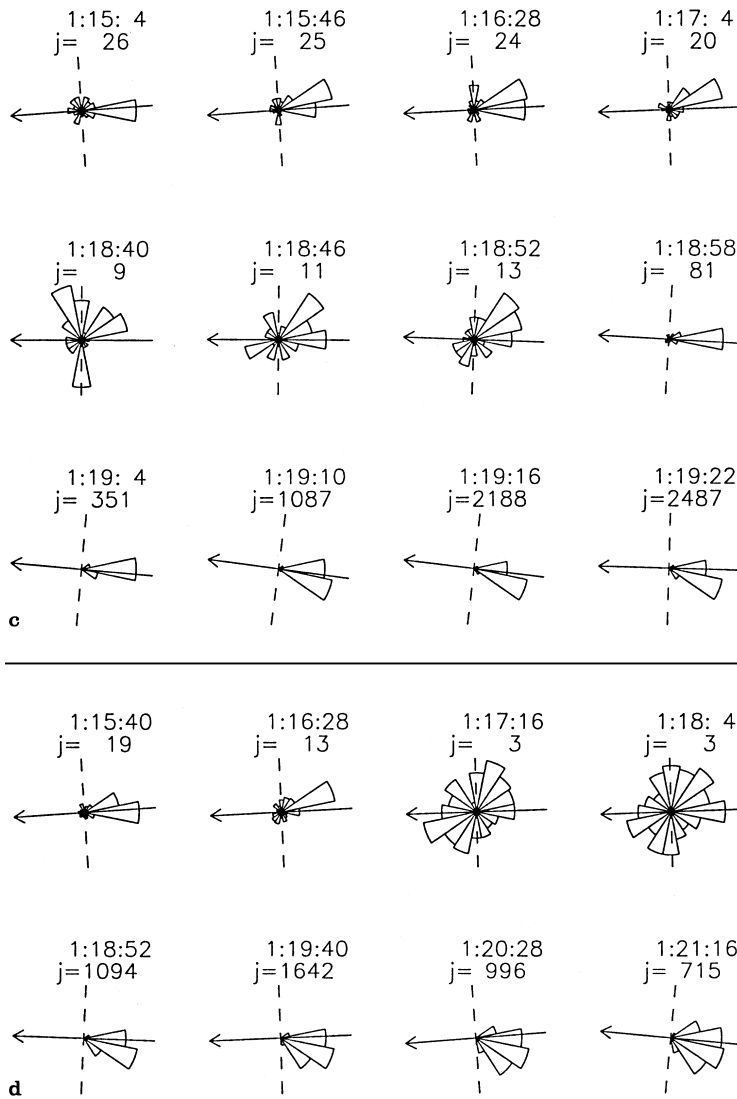 1:15: 4 1:15:46 1:16:28 1:17: 4
j= 26 j= 25 j= 24 j= 20
1:18:40 1:18:46 1:18:52 1:18:58
j= 9 j= 11 j= 13 j= 81
1:19: 4 1:19:10 1:19:16 1:19:22
j= 351 j=1087 j=2188 j=2487
c
1:15:40 1:16:28 1:17:16 1:18: 4
j= 19 j= 13 j= 3 j= 3
1:18:52 1:19:40 1:20:28 1:21:16
j=1094 j=1642 j= 996 j= 715
d